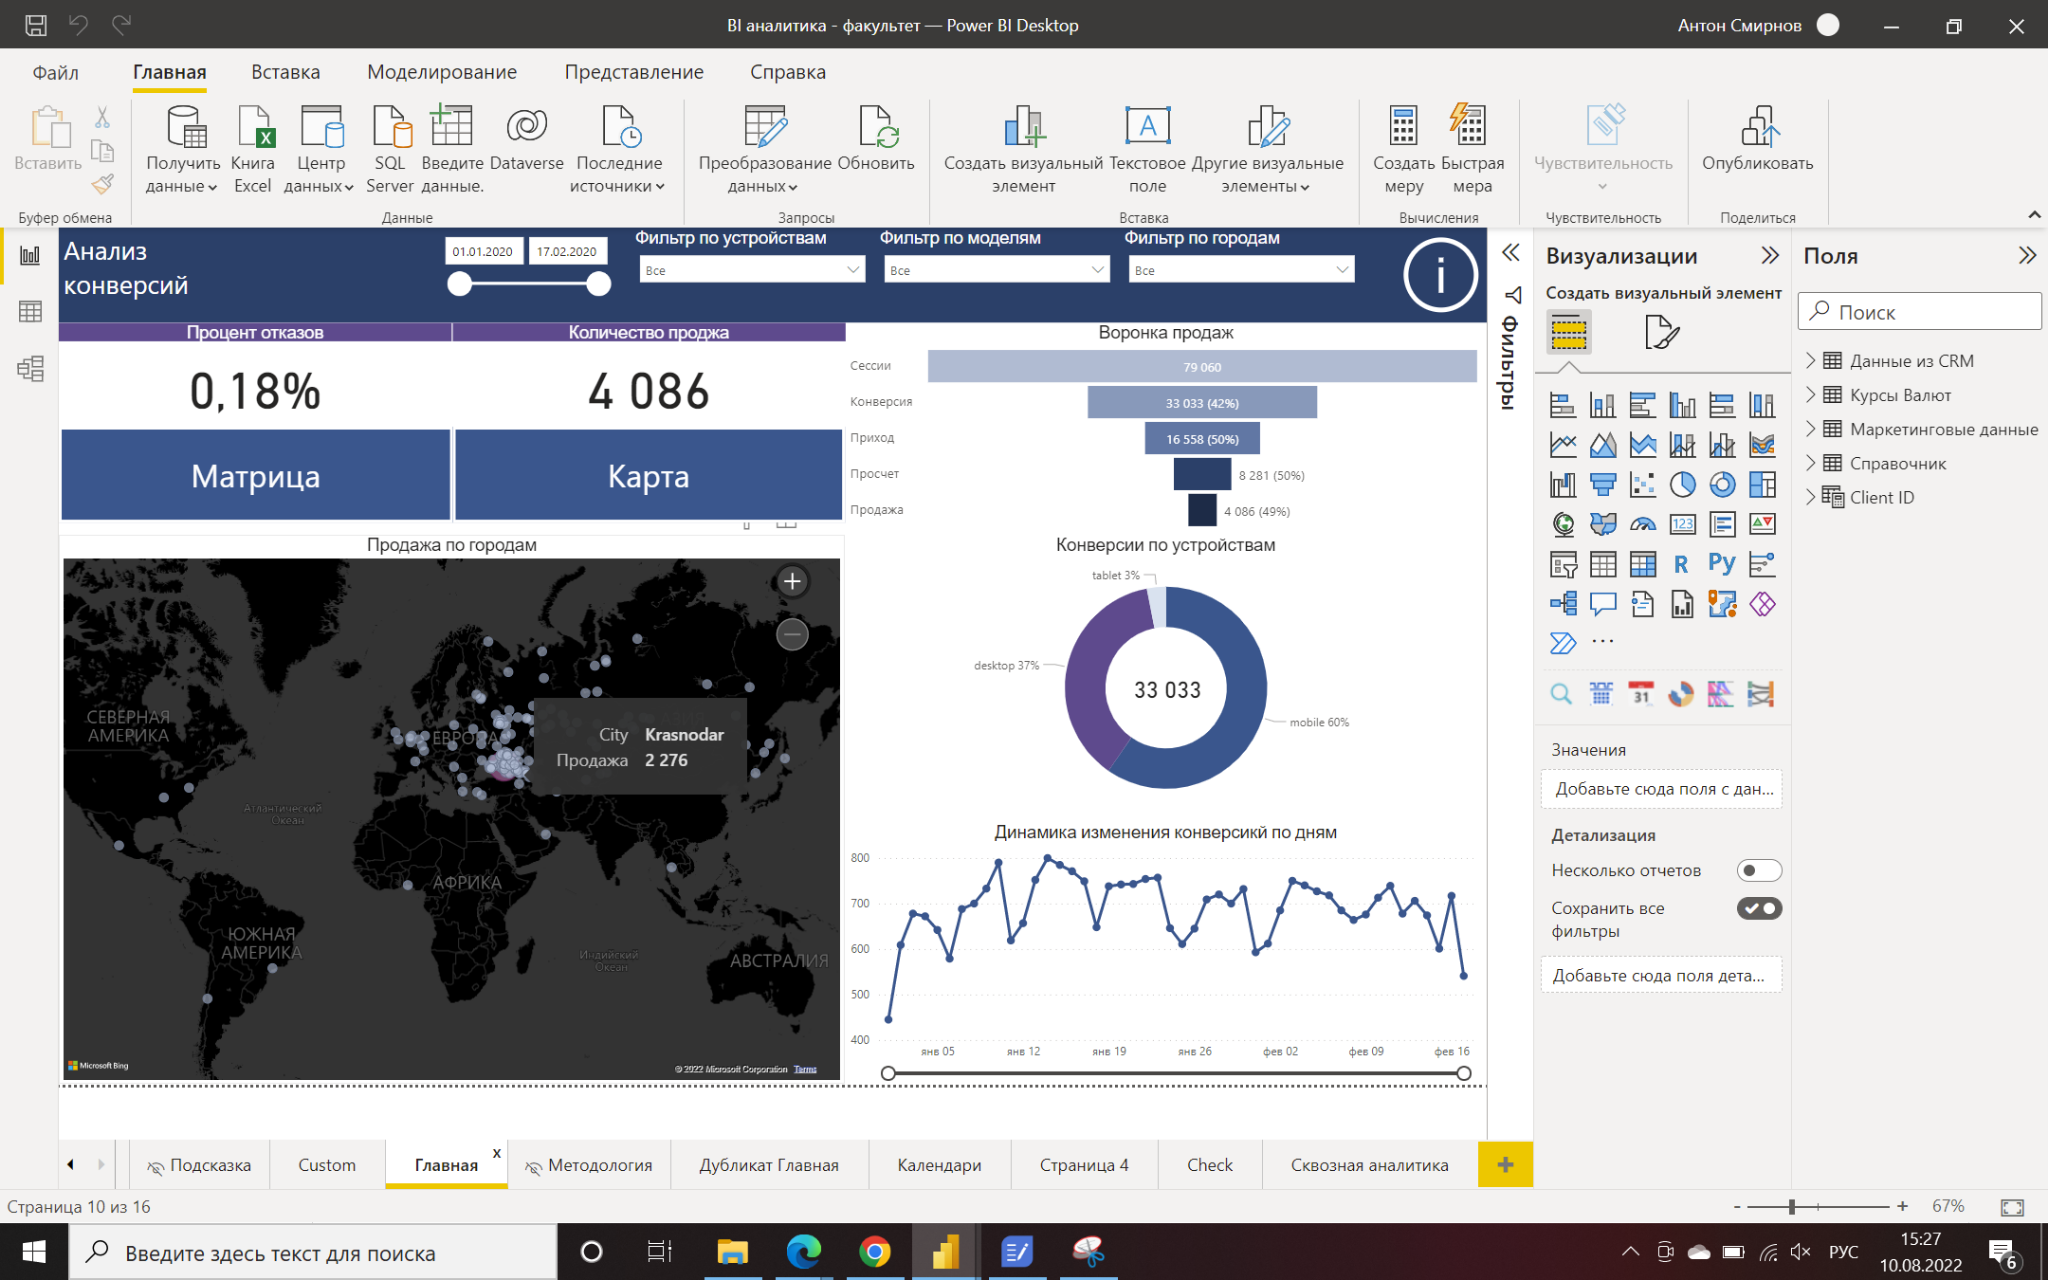 BI аналитика - факультет — Power BI Desktop
Антон Смирнов
Файл
Главная
Вставка
Моделирование
Представление
Справка
Вставить
Буфер обмена
Получить данные
Книга Excel
Центр данных
SQL Server
Введите данные.
Dataverse
Последние источники
Данные
Преобразование данных
Обновить
Запросы
Создать визуальный элемент
Текстовое поле
Другие визуальные элементы
Вставка
Создать меру
Быстрая мера
Вычисления
Чувствительность
Чувствительность
Опубликовать
Поделиться
Анализ
конверсий
01.01.2020
17.02.2020
Фильтр по устройствам
Все
Фильтр по моделям
Все
Фильтр по городам
Все
i
Процент отказов
0,18%
Количество проджа
4 086
Матрица
Карта
Воронка продаж
Сессии
79 060
Конверсия
33 033 (42%)
Приход
16 558 (50%)
Просчет
8 281 (50%)
Продажа
4 086 (49%)
Продажа по городам
СЕВЕРНАЯ
АМЕРИКА
ЕВРОПА
City Krasnodar
Продажа 2 276
Атлантический
Океан
АФРИКА
ЮЖНАЯ
АМЕРИКА
Индийский
Океан
АВСТРАЛИЯ
Microsoft Bing
© 2022 Microsoft Corporation Terms
Конверсии по устройствам
tablet 3%
desktop 37%
33 033
mobile 60%
Динамика изменения конверсикй по дням
800
700
600
500
400
янв 05
янв 12
янв 19
янв 26
фев 02
фев 09
фев 16
Фильтры
Визуализации
Создать визуальный элемент
123
R
Py
31
Значения
Добавьте сюда поля с дан...
Детализация
Несколько отчетов
Сохранить все
фильтры
Добавьте сюда поля дета...
Поля
Поиск
Данные из CRM
Курсы Валют
Маркетинговые данные
Справочник
Client ID
Подсказка
Custom
Главная
x
Методология
Дубликат Главная
Календари
Страница 4
Check
Сквозная аналитика
+
Страница 10 из 16
- + 67%
Введите здесь текст для поиска
РУС
15:27
10.08.2022
6